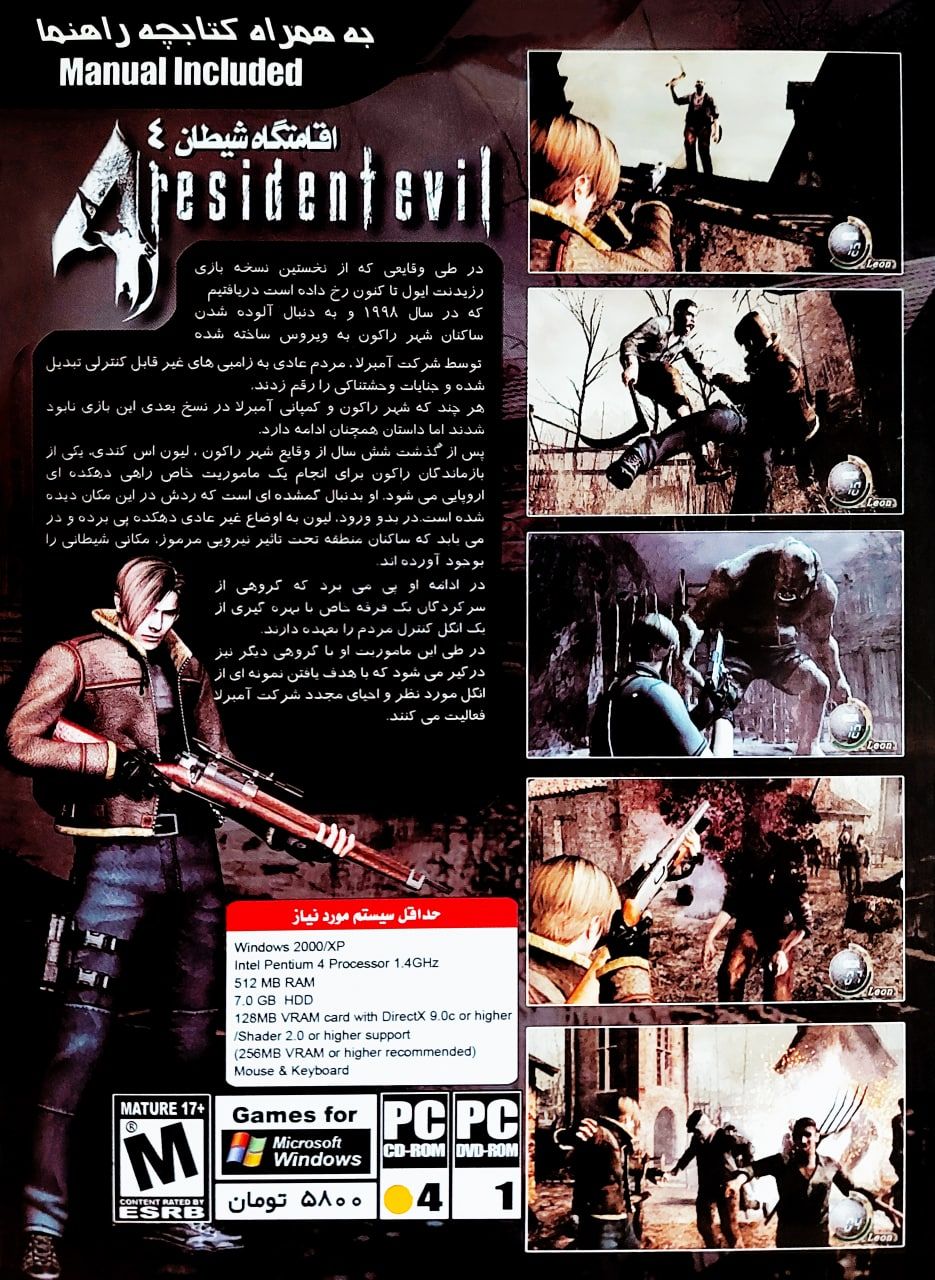 به همراه کتابچه راهنما
Manual Included
اقامتگاه شیطان ٤
4 resident evil
در طی وقایعی که از نخستین نسخه بازی
رزیدنت ایول تا کنون رخ داده است دریافتیم
که در سال ۱۹۹۸ و به دنبال آلوده شدن
ساکنان شهر راکون به ویروس ساخته شده
توسط شرکت آمبرلا، مردم عادی به زامبی های غیر قابل کنترلی تبدیل
شده و جنایات وحشتناکی را رقم زدند.
هر چند که شهر راکون و کمپانی آمبرلا در نسخ بعدی این بازی نابود
شدند اما داستان همچنان ادامه دارد.
پس از گذشت شش سال از وقایع شهر راکون ، لیون اس کندی، یکی از
بازماندگان راکون برای انجام یک ماموریت خاص راهی دهکده ای
اروپایی می شود. او بدنبال گمشده ای است که ردش در این مکان دیده
شده است.در بدو ورود، لیون به اوضاع غیر عادی دهکده پی برده و در
می یابد که ساکنان منطقه تحت تاثیر نیرویی مرموز، مکانی شیطانی را
بوجود آورده اند.
در ادامه او پی می برد که گروهی از
سرکردگان یک فرقه خاص با بهره گیری از
یک انگل کنترل مردم را بعهده دارند.
در طی این ماموریت او با گروهی دیگر نیز
درگیر می شود که با هدف یافتن نمونه ای از
انگل مورد نظر و احیای مجدد شرکت آمبرلا
فعالیت می کنند.
حداقل سیستم مورد نیاز
Windows 2000/XP
Intel Pentium 4 Processor 1.4GHz
512 MB RAM
7.0 GB HDD
128MB VRAM card with DirectX 9.0c or higher
/Shader 2.0 or higher support
(256MB VRAM or higher recommended)
Mouse & Keyboard
MATURE 17+
M
®
CONTENT RATED BY
ESRB
Games for
Microsoft
Windows
۵۸۰۰ تومان
PC
CD-ROM
4
PC
DVD-ROM
1
10
Leon
10
Leon
10
Leon
07
Leon
04
Leon